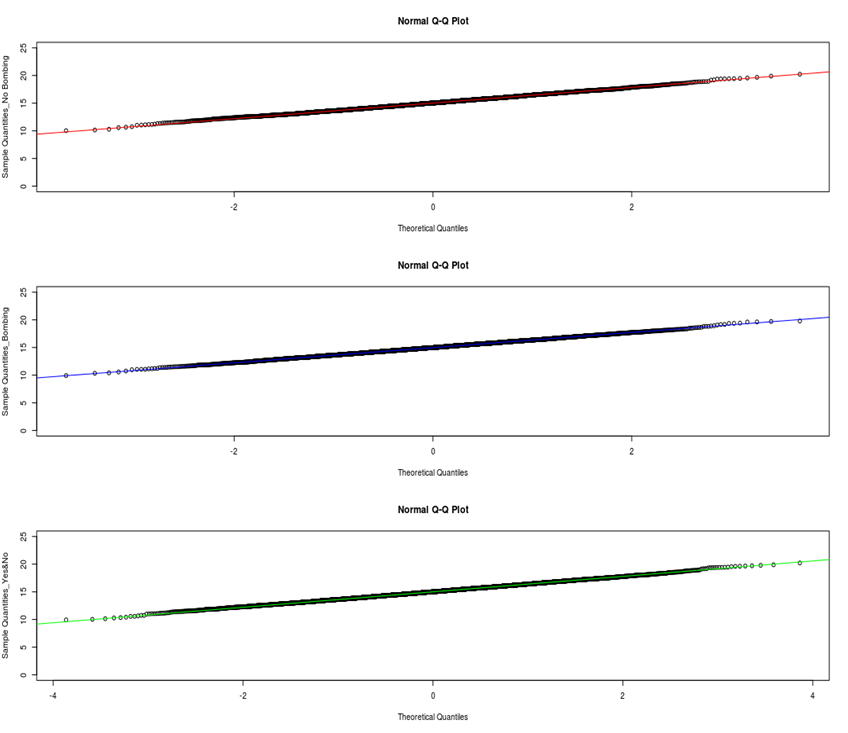 Normal Q-Q Plot
Sample Quantities_No Bombing
25
20
15
10
5
0
-2 0 2
Theoretical Quantiles
Normal Q-Q Plot
Sample Quantities_Bombing
25
20
15
10
5
0
-2 0 2
Theoretical Quantiles
Normal Q-Q Plot
Sample Quantities_Yes&No
25
20
15
10
5
0
-4 -2 0 2 4
Theoretical Quantiles